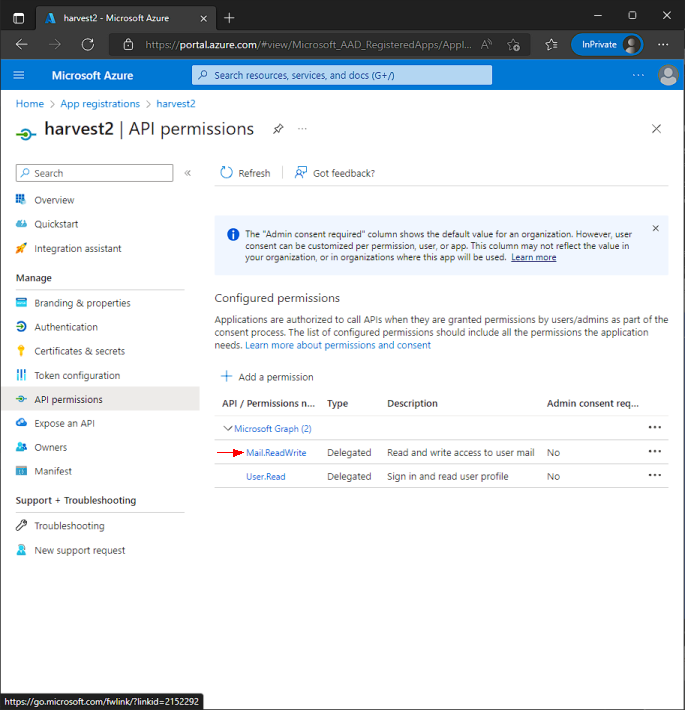 harvest2 - Microsoft Azure
https://portal.azure.com/#view/Microsoft_AAD_RegisteredApps/Appl...
InPrivate
Microsoft Azure
Search resources, services, and docs (G+/)
Home > App registrations > harvest2
harvest2 | API permissions
Search
Refresh
Got feedback?
Overview
Quickstart
Integration assistant
Manage
Branding & properties
Authentication
Certificates & secrets
Token configuration
API permissions
Expose an API
Owners
Manifest
Support + Troubleshooting
Troubleshooting
New support request
The "Admin consent required" column shows the default value for an organization. However, user
consent can be customized per permission, user, or app. This column may not reflect the value in
your organization, or in organizations where this app will be used. Learn more
Configured permissions
Applications are authorized to call APIs when they are granted permissions by users/admins as part of the
consent process. The list of configured permissions should include all the permissions the application
needs. Learn more about permissions and consent
Add a permission
API / Permissions n... Type Description Admin consent req...
Microsoft Graph (2)
Mail.ReadWrite Delegated Read and write access to user mail No
User.Read Delegated Sign in and read user profile No
https://go.microsoft.com/fwlink/?linkid=2152292